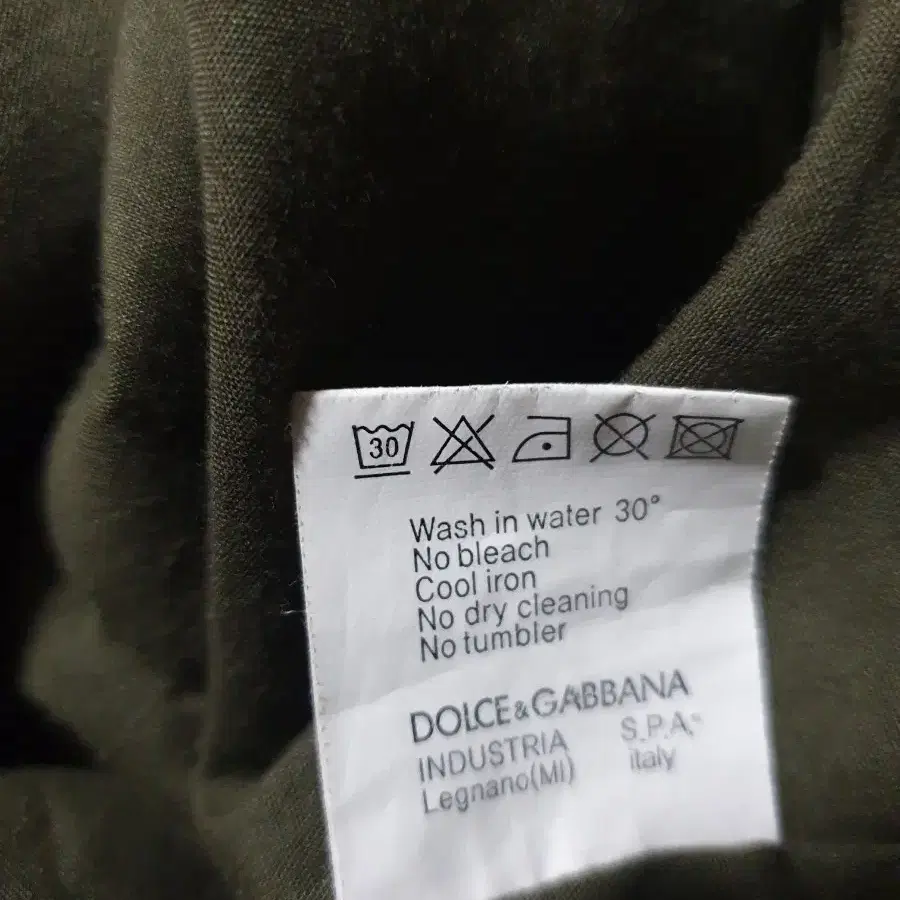 30
Wash in water 30°
No bleach
Cool iron
No dry cleaning
No tumbler
DOLCE&GABBANA
INDUSTRIA S.P.A.
Legnano(MI) italy